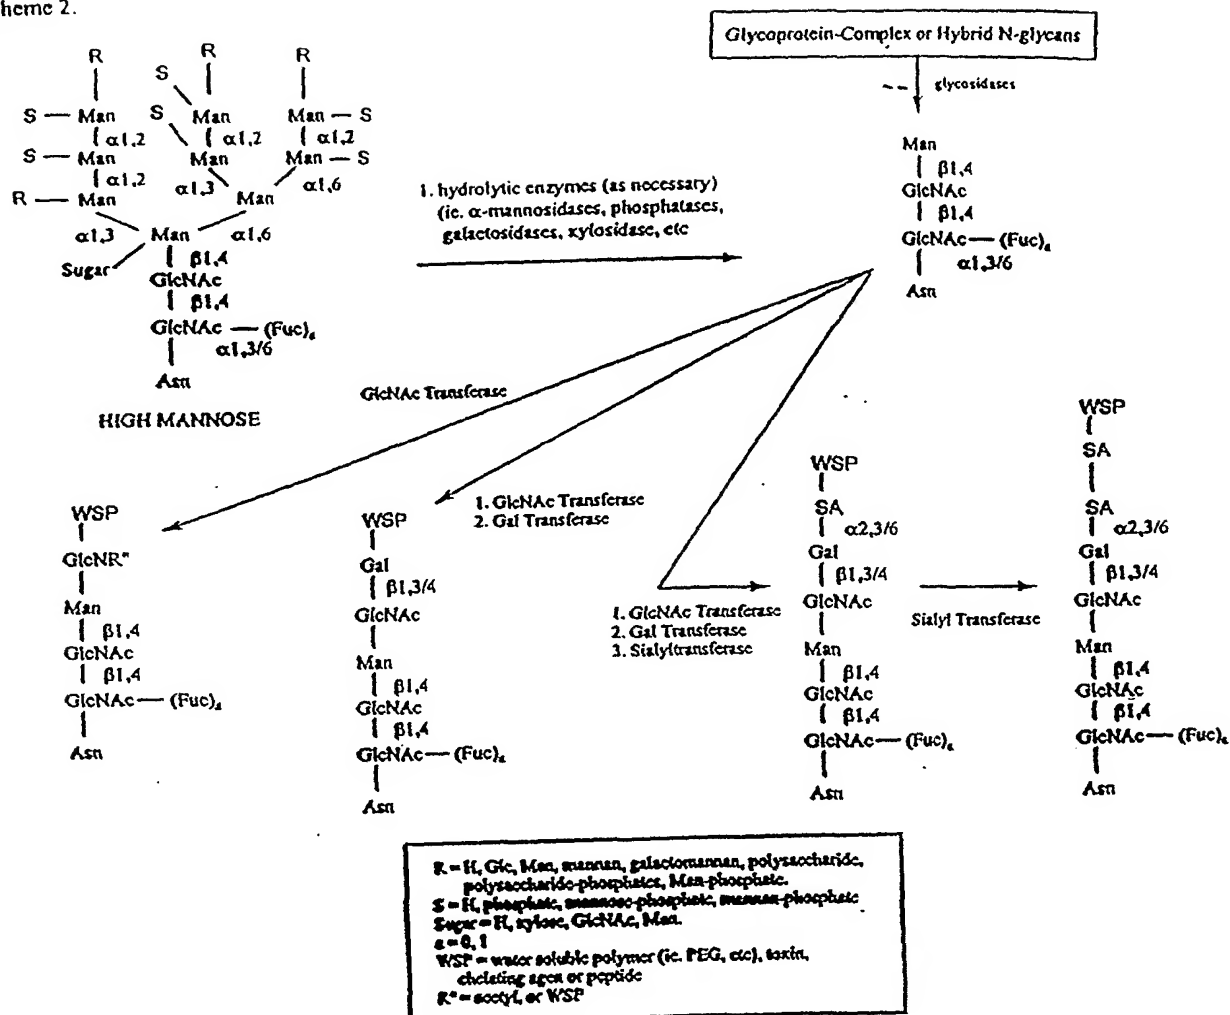 heme 2.
Glycoprotein-Complex or Hybrid N-glycans
glycosidases
R
R
R
S
S — Man
S
Man
Man — S
α1,2
α1,2
α1,2
S — Man
Man
Man — S
α1,2
α1,3
α1,6
R — Man
Man
α1,3
Man
α1,6
Sugar
β1,4
GlcNAc
β1,4
GlcNAc — (Fuc)a
α1,3/6
Asn
HIGH MANNOSE
1. hydrolytic enzymes (as necessary)
(ie. α-mannosidases, phosphatases,
galactosidases, xylosidase, etc
Man
β1,4
GlcNAc
β1,4
GlcNAc — (Fuc)a
α1,3/6
Asn
GlcNAc Transferase
1. GlcNAc Transferase
2. Gal Transferase
1. GlcNAc Transferase
2. Gal Transferase
3. Sialyltransferase
Sialyl Transferase
WSP
GlcNR"
Man
β1,4
GlcNAc
β1,4
GlcNAc — (Fuc)a
Asn
WSP
Gal
β1,3/4
GlcNAc
Man
β1,4
GlcNAc
β1,4
GlcNAc — (Fuc)a
Asn
WSP
SA
α2,3/6
Gal
β1,3/4
GlcNAc
Man
β1,4
GlcNAc
β1,4
GlcNAc — (Fuc)a
Asn
WSP
SA
SA
α2,3/6
Gal
β1,3/4
GlcNAc
Man
β1,4
GlcNAc
β1,4
GlcNAc — (Fuc)a
Asn
R = H, Glc, Man, mannan, galactomannan, polysaccharide,
polysaccharide-phosphates, Man-phosphate.
S = H, phosphate, mannose-phosphate, mannan-phosphate
Sugar = H, xylose, GlcNAc, Man.
a = 0, 1
WSP = water soluble polymer (ie. PEG, etc), toxin,
chelating agen or peptide
R" = acetyl, or WSP